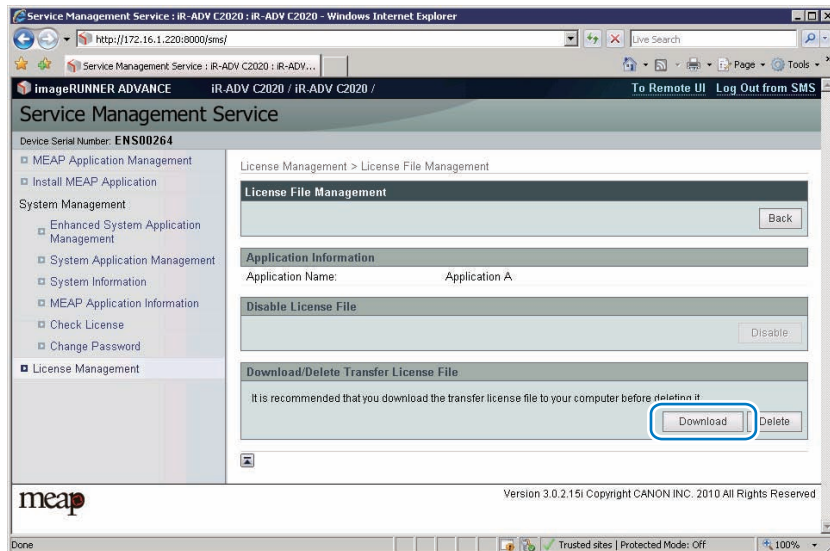 Service Management Service : iR-ADV C2020 : iR-ADV C2020 - Windows Internet Explorer
http://172.16.1.220:8000/sms/
Live Search
Service Management Service : iR-ADV C2020 : iR-ADV...
Page
Tools
imageRUNNER ADVANCE iR-ADV C2020 / iR-ADV C2020 /
To Remote UI Log Out from SMS
Service Management Service
Device Serial Number: ENS00264
MEAP Application Management
Install MEAP Application
System Management
Enhanced System Application
Management
System Application Management
System Information
MEAP Application Information
Check License
Change Password
License Management
License Management > License File Management
License File Management
Back
Application Information
Application Name: Application A
Disable License File
Disable
Download/Delete Transfer License File
It is recommended that you download the transfer license file to your computer before deleting it.
Download Delete
meap
Version 3.0.2.15i Copyright CANON INC. 2010 All Rights Reserved
Done
Trusted sites | Protected Mode: Off
100%